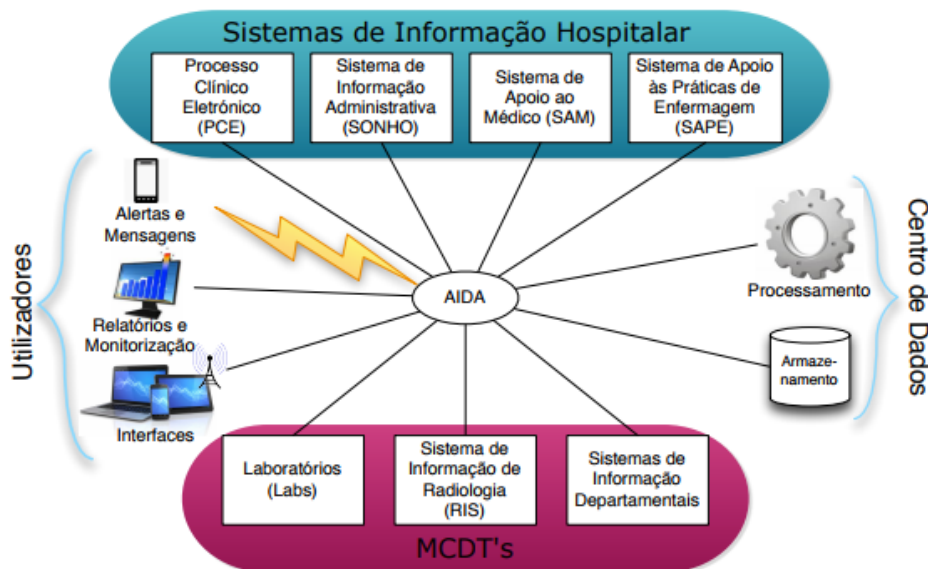 Sistemas de Informação Hospitalar
Processo
Clínico
Eletrónico
(PCE)
Sistema de
Informação
Administrativa
(SONHO)
Sistema de
Apoio ao
Médico (SAM)
Sistema de Apoio
às Práticas de
Enfermagem
(SAPE)
Utilizadores
Alertas e
Mensagens
Relatórios e
Monitorização
Interfaces
AIDA
Processamento
Armaze-
namento
Centro de Dados
Laboratórios
(Labs)
Sistema de
Informação de
Radiologia
(RIS)
Sistemas de
Informação
Departamentais
MCDT's